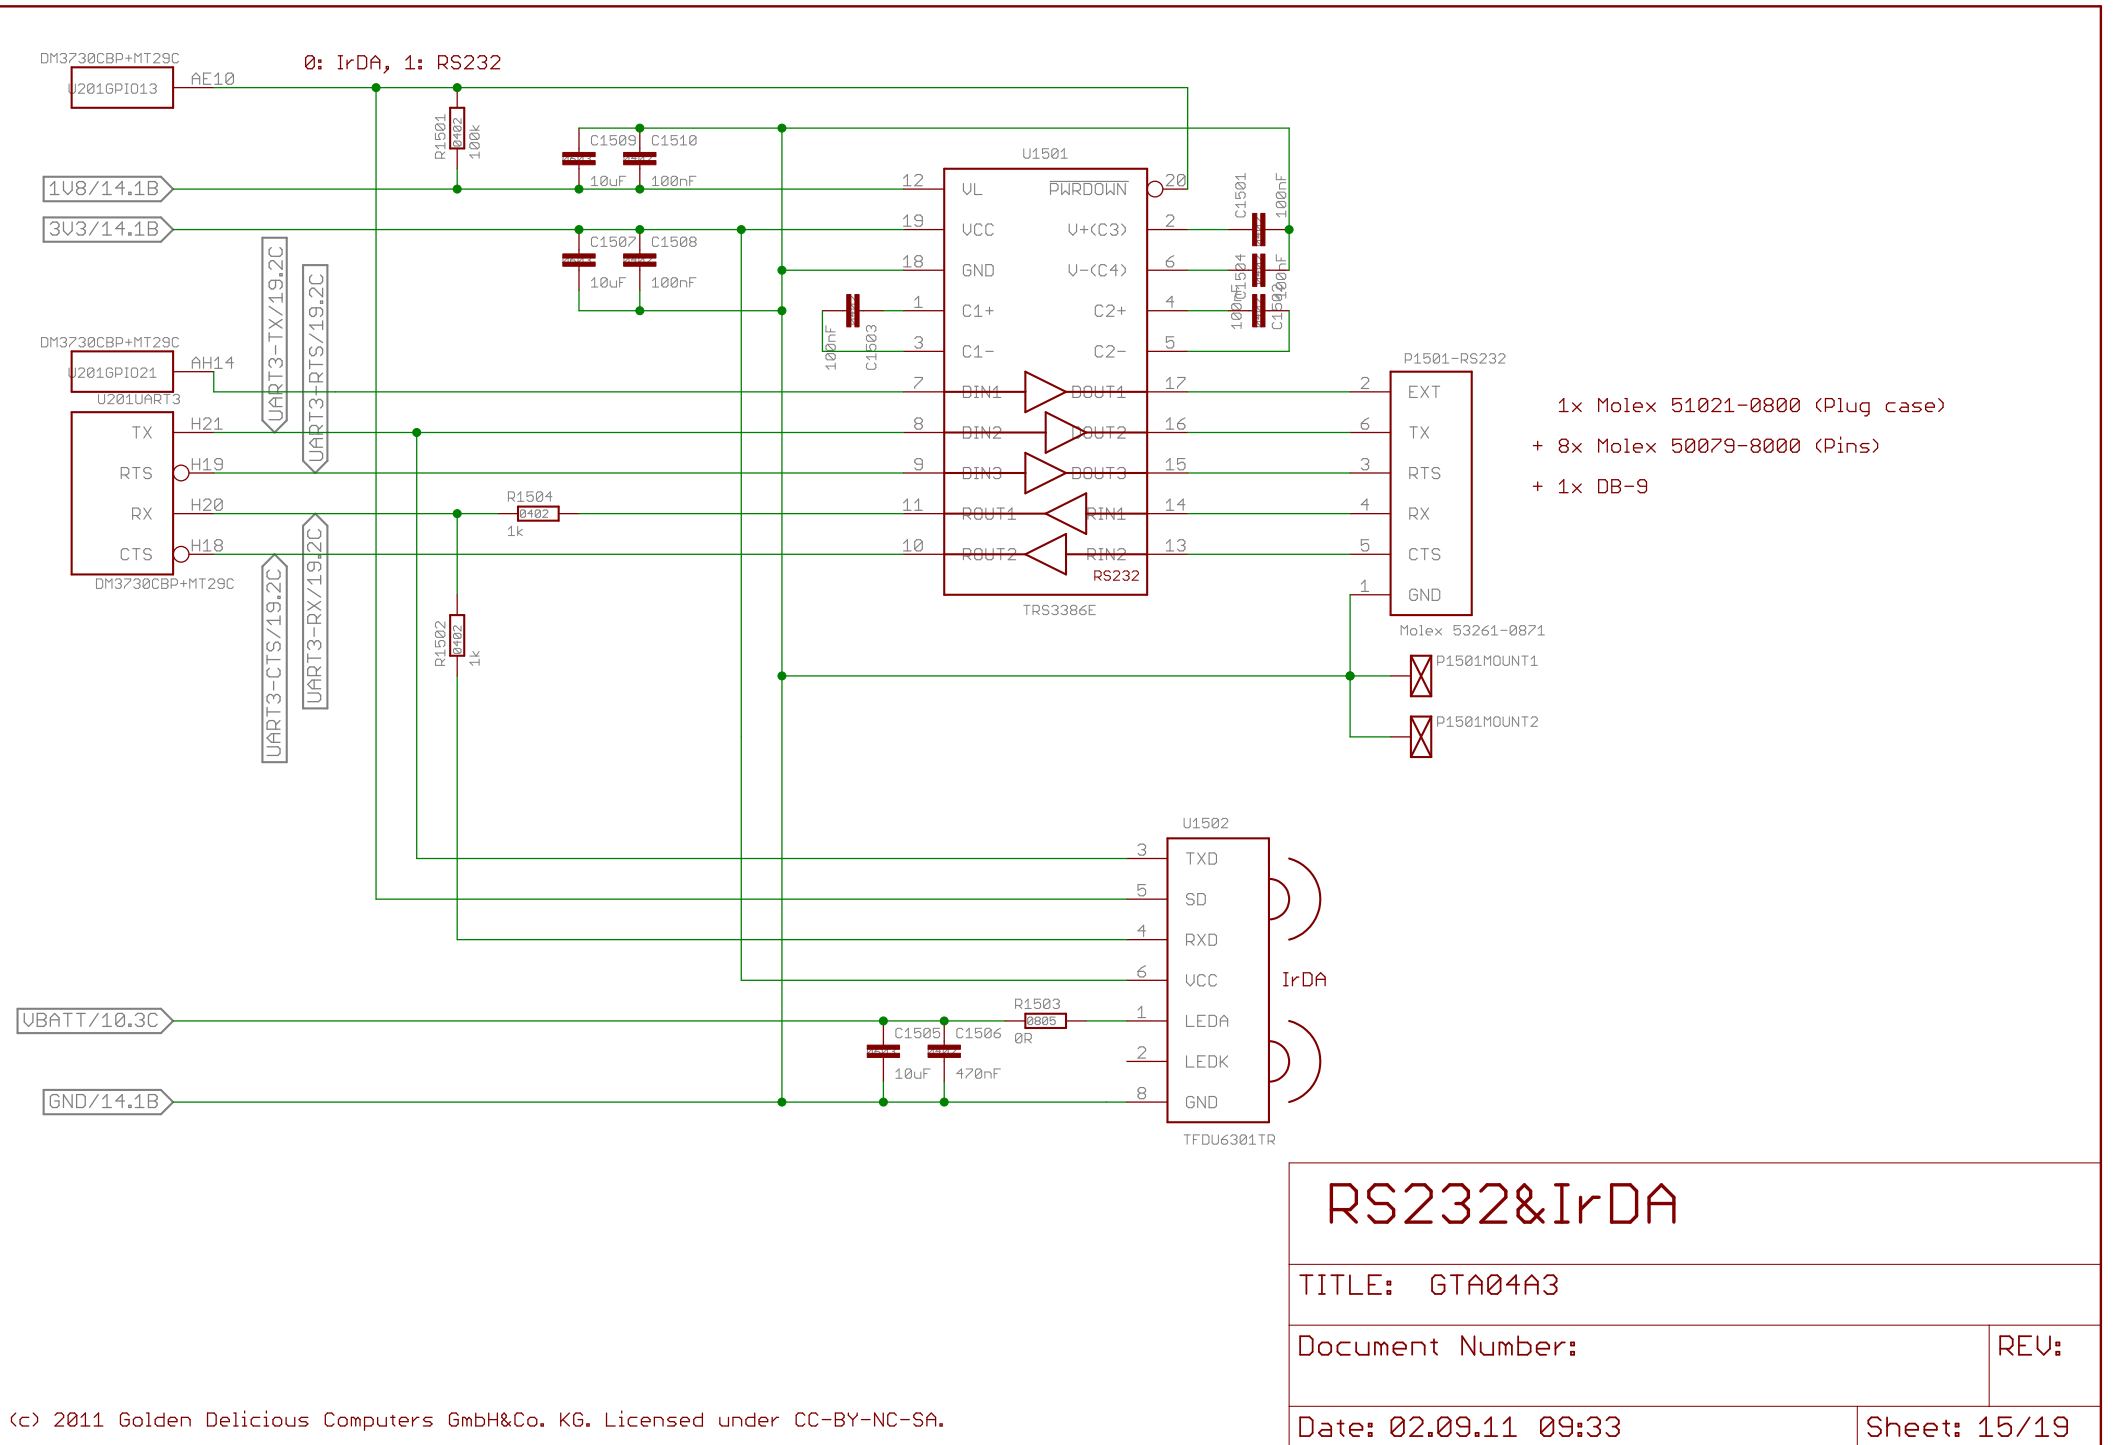 DM3730CBP+MT29C
U201GPIO13
AE10
0: IrDA, 1: RS232
R1501
0402
100k
C1509
C1510
10uF
100nF
1V8/14.1B
3V3/14.1B
C1507
C1508
10uF
100nF
UART3-TX/19.2C
UART3-RTS/19.2C
DM3730CBP+MT29C
U201GPIO21
AH14
U201UART3
TX
H21
RTS
H19
RX
H20
CTS
H18
DM3730CBP+MT29C
UART3-CTS/19.2C
UART3-RX/19.2C
R1504
0402
1k
R1502
0402
1k
100nF
C1503
U1501
12
VL
PWRDOWN
20
19
VCC
V+(C3)
2
18
GND
V-(C4)
6
1
C1+
C2+
4
3
C1-
C2-
5
7
DIN1
DOUT1
17
8
DIN2
DOUT2
16
9
DIN3
DOUT3
15
11
ROUT1
RIN1
14
10
ROUT2
RIN2
13
RS232
TRS3386E
C1501
100nF
C1504
100nF
100nF
P1501-RS232
2
EXT
6
TX
3
RTS
4
RX
5
CTS
1
GND
Molex 53261-0871
1x Molex 51021-0800 (Plug case)
+ 8x Molex 50079-8000 (Pins)
+ 1x DB-9
P1501MOUNT1
P1501MOUNT2
U1502
3
TXD
5
SD
4
RXD
6
VCC
IrDA
1
LEDA
2
LEDK
8
GND
TFDU6301TR
VBATT/10.3C
R1503
0805
0R
C1505
C1506
10uF
470nF
GND/14.1B
RS232&IrDA
TITLE: GTA04A3
Document Number:
REV:
Date: 02.09.11 09:33
Sheet: 15/19
(c) 2011 Golden Delicious Computers GmbH&Co. KG. Licensed under CC-BY-NC-SA.